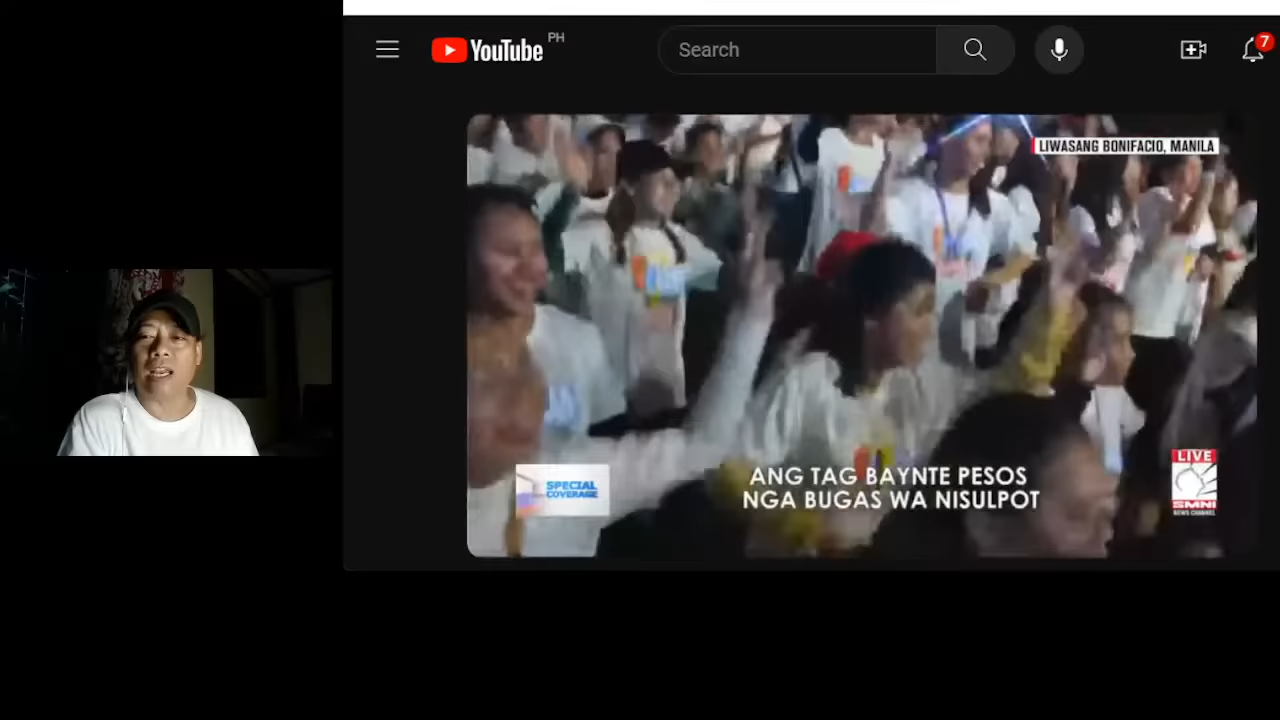 YouTube PH
Search
7
LIWASANG BONIFACIO, MANILA
SPECIAL
COVERAGE
ANG TAG BAYNTE PESOS
NGA BUGAS WA NISULPOT
LIVE
SMNI
NEWS CHANNEL